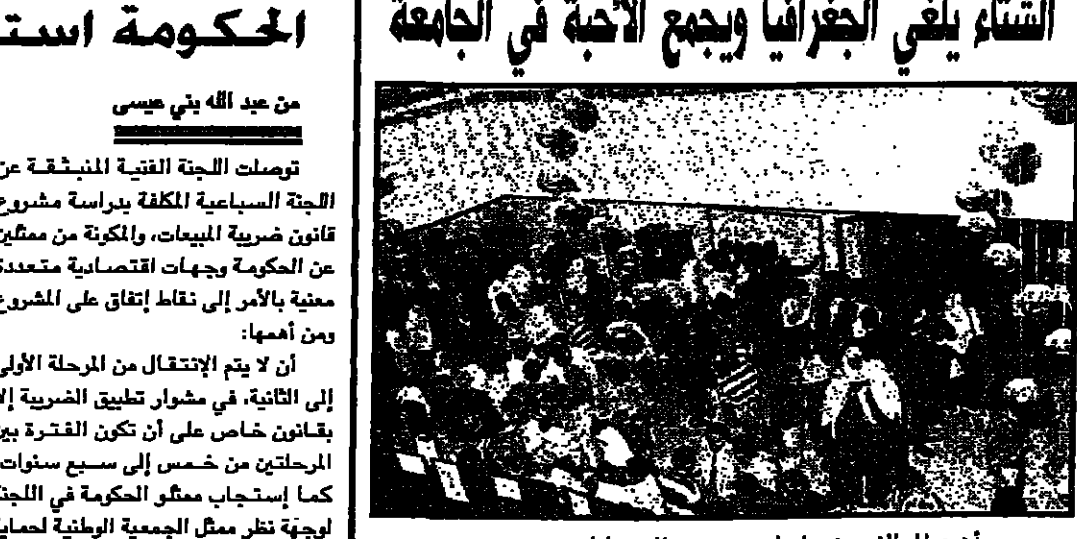 الشتاء يلغي الجغرافيا ويجمع الأحبة في الجامعة
الحكومة
من عبد الله بني عيسى
توصلت اللجنة الفنية المنبثقة عن
اللجنة السباعية المكلفة بدراسة مشروع
قانون ضريبة المبيعات، والمكونة من ممثلين
عن الحكومة وجهات اقتصادية متعددة
معنية بالأمر إلى نقاط إتفاق على المشروع
ومن أهمها:
أن لا يتم الإنتقال من المرحلة الأولى
إلى الثانية، في مشوار تطبيق الضريبة إلا
بقانون خاص على أن تكون الفترة بين
المرحلتين من خمس إلى سبع سنوات
كما إستجاب ممثلو الحكومة في اللجنة
لوجهة نظر ممثل الجمعية الوطنية لحماية